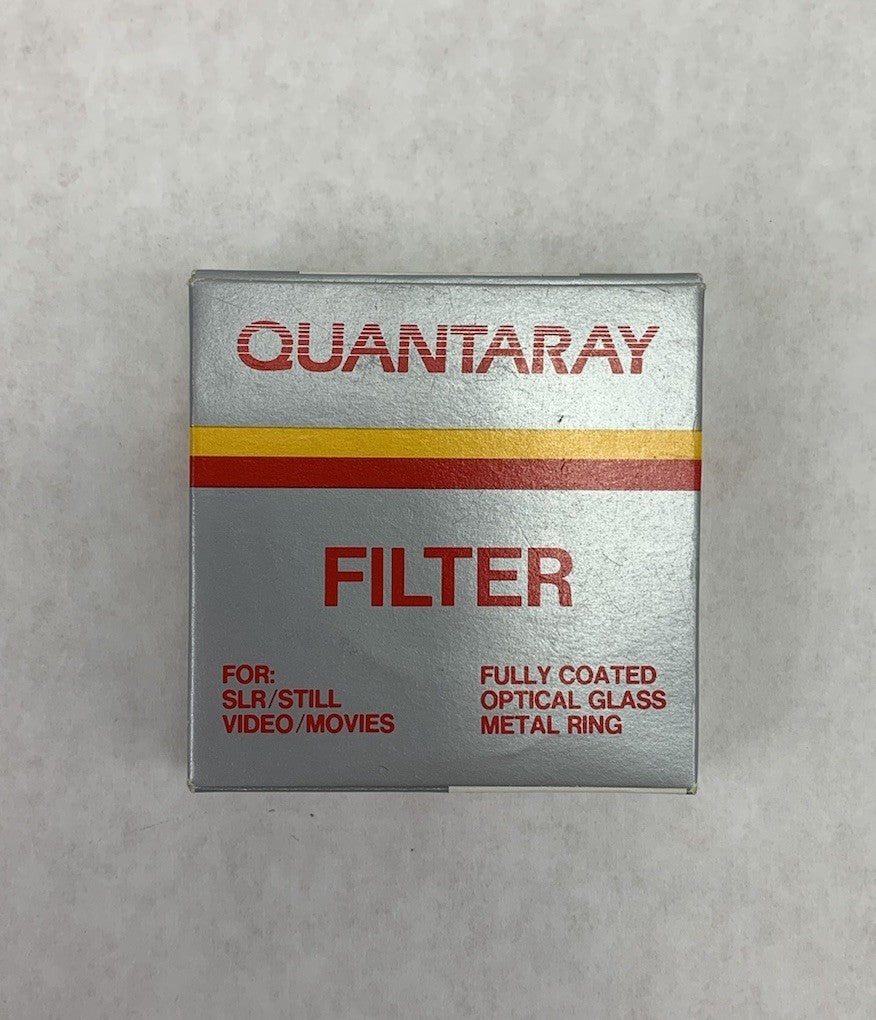 QUANTARAY
FILTER
FOR:
SLR/STILL
VIDEO/MOVIES
FULLY COATED
OPTICAL GLASS
METAL RING